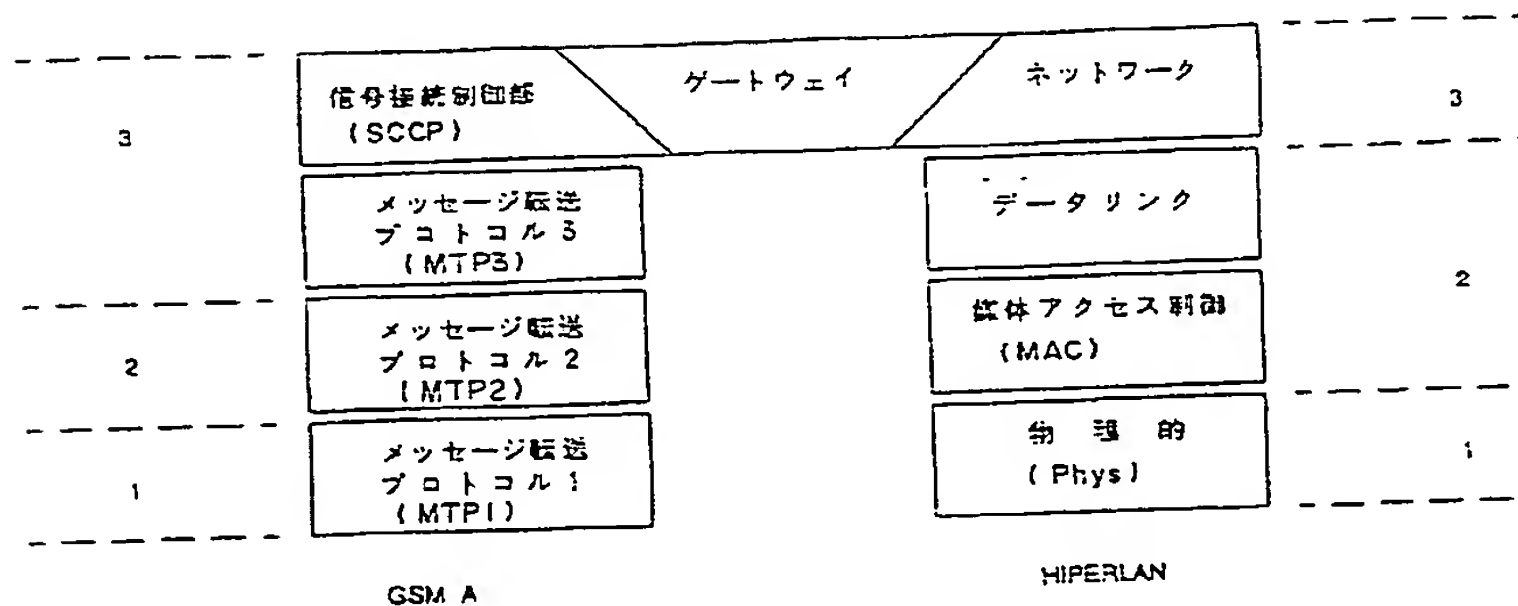 3
信号接続制御部
(SCCP)
ゲートウェイ
ネットワーク
3
メッセージ転送
プロトコル3
(MTP3)
データリンク
2
メッセージ転送
プロトコル2
(MTP2)
2
媒体アクセス制御
(MAC)
1
メッセージ転送
プロトコル1
(MTP1)
物理的
(Phys)
1
GSM A
HIPERLAN